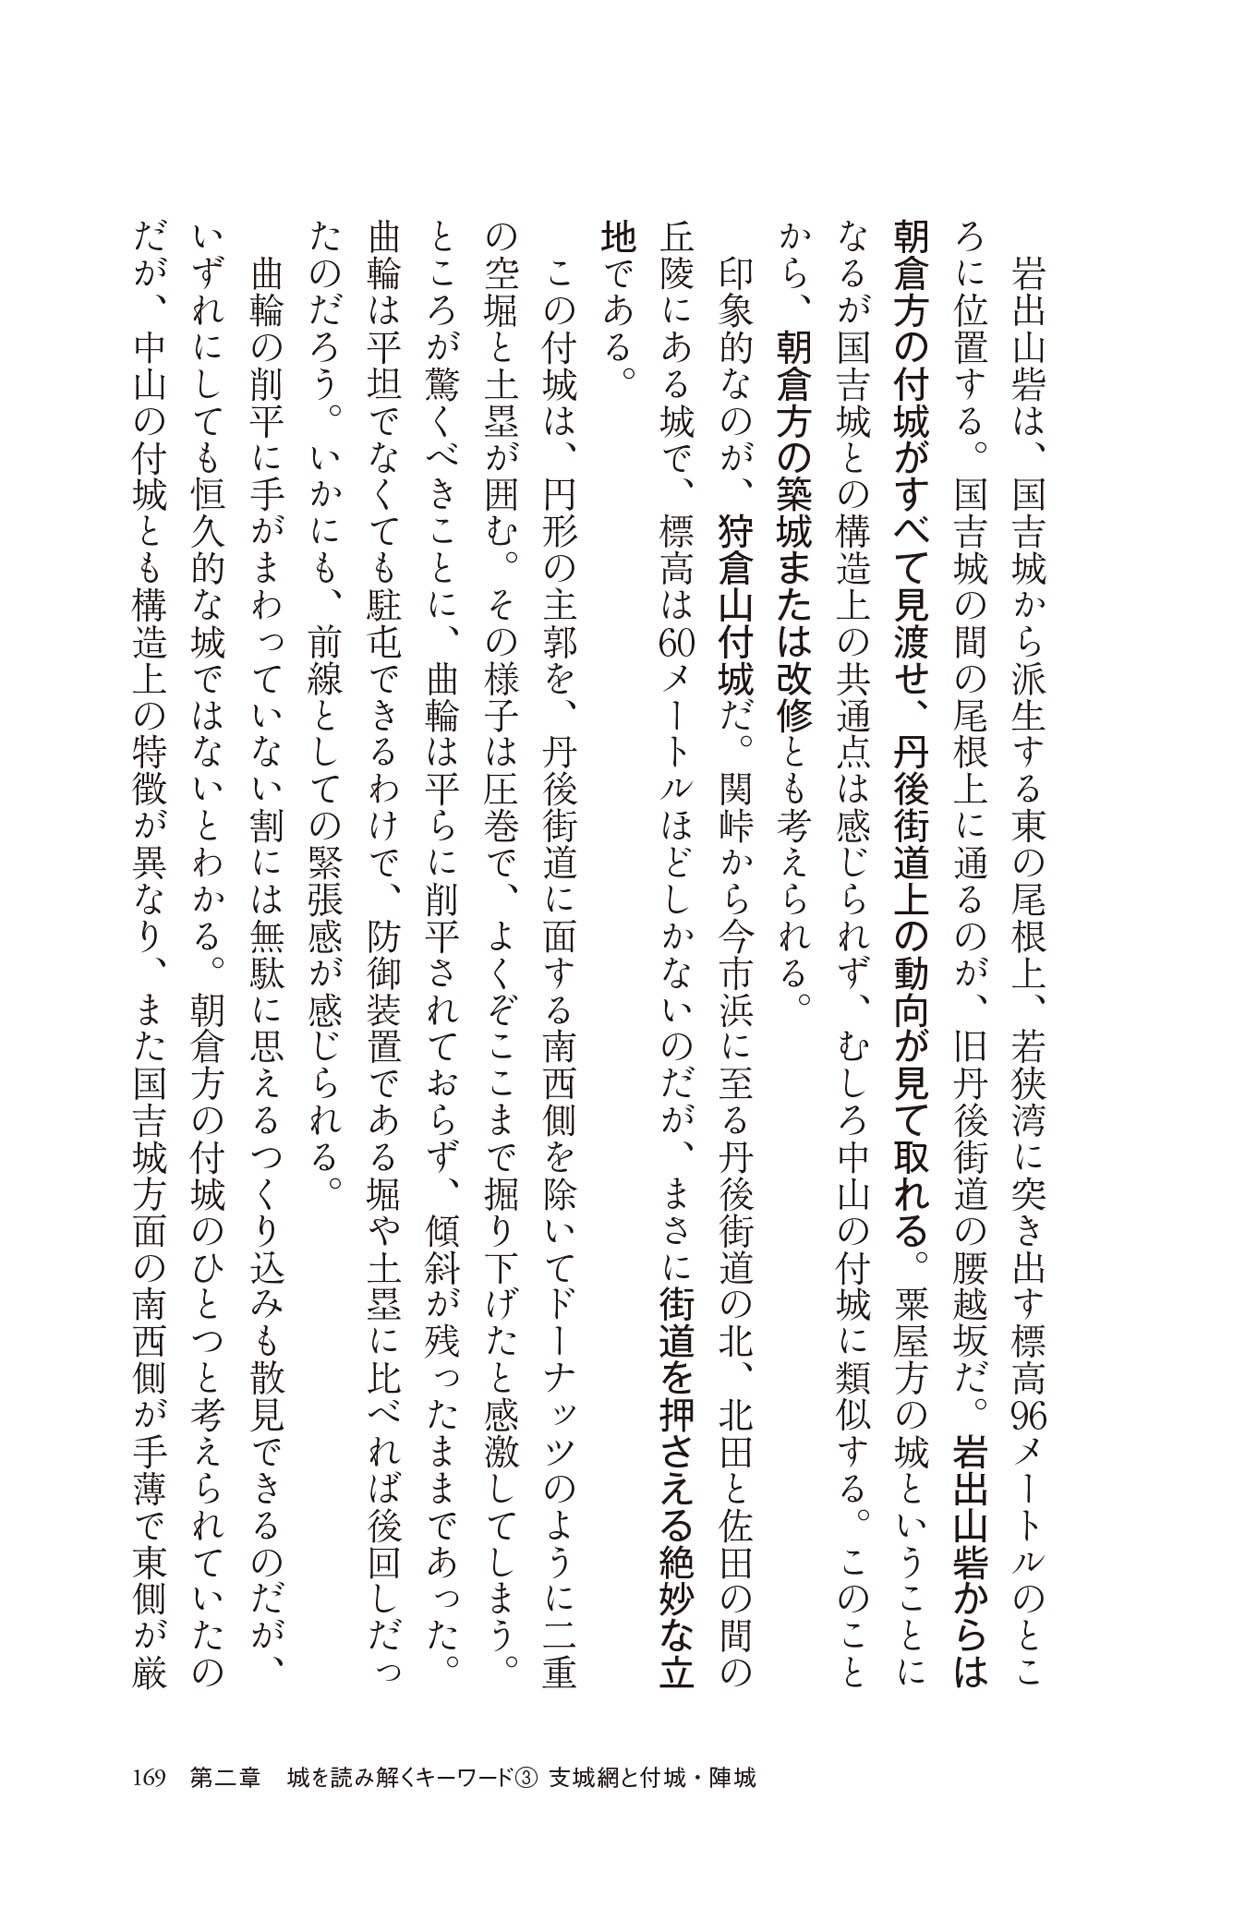 岩出山砦は、国吉城から派生する東の尾根上、若狭湾に突き出す標高96メートルのとこ
ろに位置する。国吉城の間の尾根上に通るのが、旧丹後街道の腰越坂だ。岩出山砦からは
朝倉方の付城がすべて見渡せ、丹後街道上の動向が見て取れる。粟屋方の城ということに
なるが国吉城との構造上の共通点は感じられず、むしろ中山の付城に類似する。このこと
から、朝倉方の築城または改修とも考えられる。
　印象的なのが、狩倉山付城だ。関峠から今市浜に至る丹後街道の北、北田と佐田の間の
丘陵にある城で、標高は60メートルほどしかないのだが、まさに街道を押さえる絶妙な立
地である。
　この付城は、円形の主郭を、丹後街道に面する南西側を除いてドーナッツのように二重
の空堀と土塁が囲む。その様子は圧巻で、よくぞここまで掘り下げたと感激してしまう。
ところが驚くべきことに、曲輪は平らに削平されておらず、傾斜が残ったままであった。
曲輪は平坦でなくても駐屯できるわけで、防御装置である堀や土塁に比べれば後回しだっ
たのだろう。いかにも、前線としての緊張感が感じられる。
　曲輪の削平に手がまわっていない割には無駄に思えるつくり込みも散見できるのだが、
いずれにしても恒久的な城ではないとわかる。朝倉方の付城のひとつと考えられていたの
だが、中山の付城とも構造上の特徴が異なり、また国吉城方面の南西側が手薄で東側が厳
169　第二章　城を読み解くキーワード③ 支城網と付城・陣城